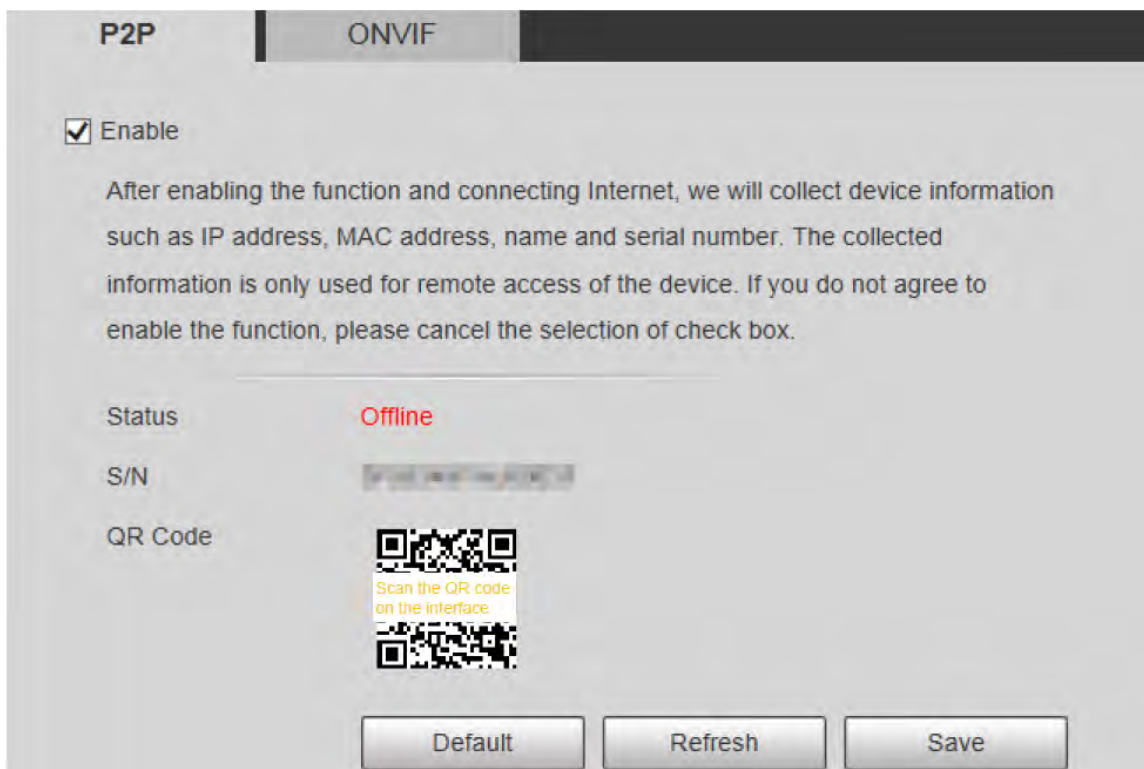 P2P ONVIF
Enable
After enabling the function and connecting Internet, we will collect device information
such as IP address, MAC address, name and serial number. The collected
information is only used for remote access of the device. If you do not agree to
enable the function, please cancel the selection of check box.
Status Offline
S/N
QR Code
Scan the QR code
on the interface
Default Refresh Save